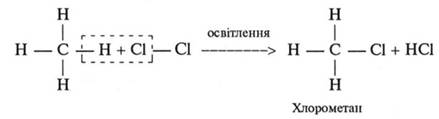 H H
освітлення
H — C — H + Cl — Cl H — C — Cl + HCl
H H
Хлорометан